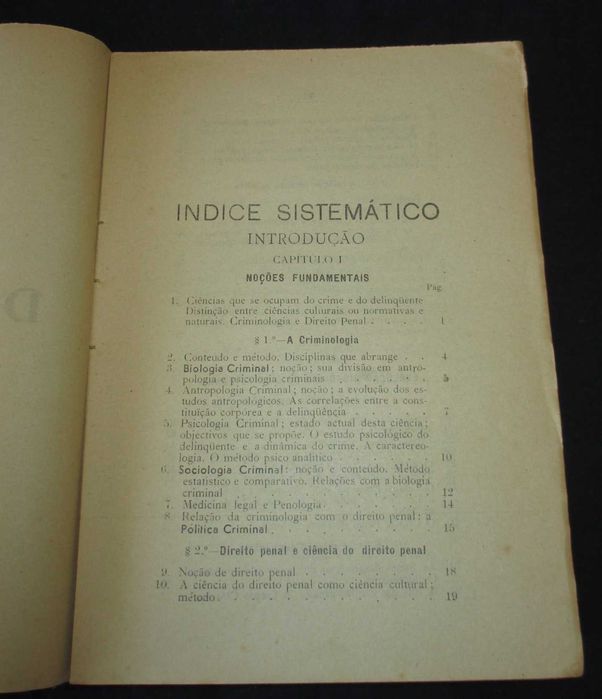 INDICE SISTEMÁTICO
INTRODUÇÃO
CAPITULO I
NOÇÕES FUNDAMENTAIS
Pág.
1. Ciências que se ocupam do crime e do delinqüente
Distinção entre ciências culturais ou normativas e
naturais. Criminologia e Direito Penal . . . . 1
§ 1.º—A Criminologia
2. Conteúdo e método. Disciplinas que abrange . . 4
3. Biologia Criminal; noção; sua divisão em antro-
pologia e psicologia criminais . . . . . . 5
4. Antropologia Criminal; noção; a evolução dos es-
tudos antropológicos. As correlações entre a cons-
tituïção corpórea e a delinqüência . . . . . 7
5. Psicologia Criminal; estado actual desta ciência;
objectivos que se propõe. O estudo psicológico do
delinqüente e a dinâmica do crime. A caractereo-
logia. O método psico analítico . . . . . 10
6. Sociologia Criminal: noção e conteúdo. Método
estatístico e comparativo. Relações com a biologia
criminal . . . . . . . . . . . 12
7. Medicina legal e Penologia . . . . . . 14
8. Relação da criminologia com o direito penal: a
Política Criminal . . . . . . . . . 15
§ 2.º—Direito penal e ciência do direito penal
9. Noção de direito penal . . . . . . . 18
10. A ciência do direito penal como ciência cultural;
método . . . . . . . . . . . 19
D